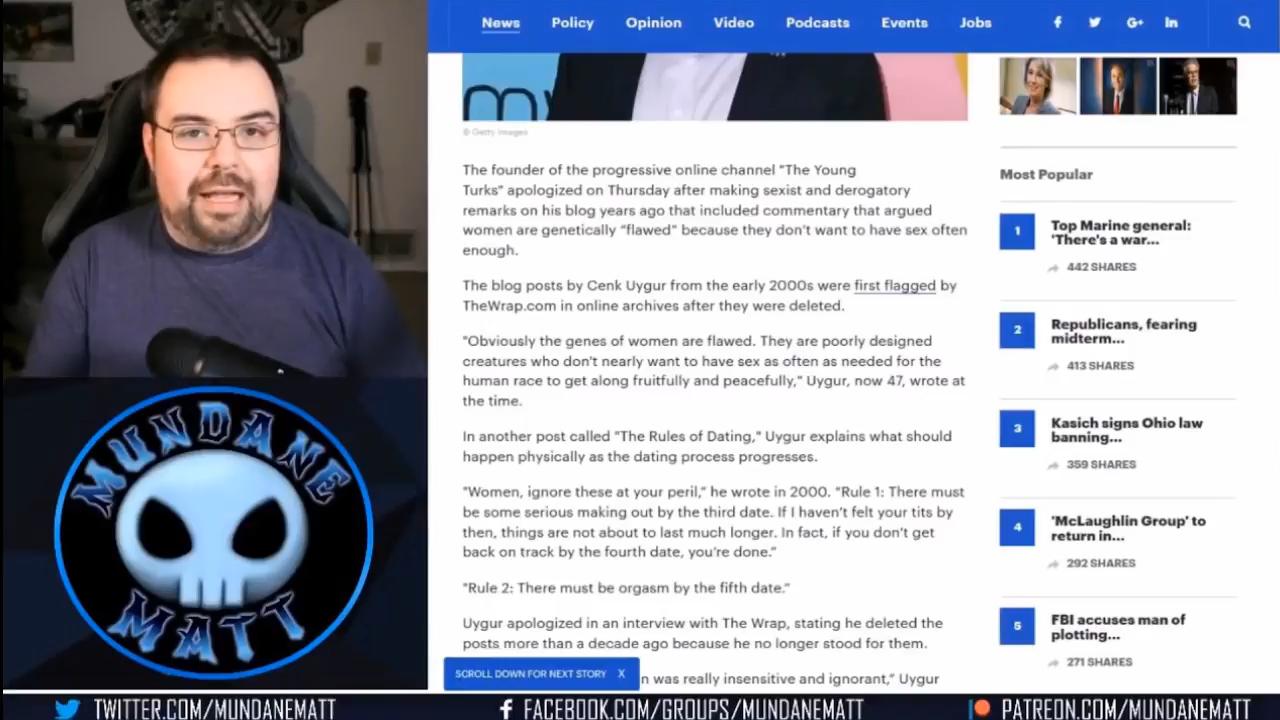 News Policy Opinion Video Podcasts Events Jobs
© Getty Images
The founder of the progressive online channel "The Young
Turks" apologized on Thursday after making sexist and derogatory
remarks on his blog years ago that included commentary that argued
women are genetically “flawed” because they don't want to have sex often
enough.
The blog posts by Cenk Uygur from the early 2000s were first flagged by
TheWrap.com in online archives after they were deleted.
"Obviously the genes of women are flawed. They are poorly designed
creatures who don't nearly want to have sex as often as needed for the
human race to get along fruitfully and peacefully," Uygur, now 47, wrote at
the time.
In another post called "The Rules of Dating," Uygur explains what should
happen physically as the dating process progresses.
"Women, ignore these at your peril,” he wrote in 2000. “Rule 1: There must
be some serious making out by the third date. If I haven’t felt your tits by
then, things are not about to last much longer. In fact, if you don’t get
back on track by the fourth date, you’re done.”
"Rule 2: There must be orgasm by the fifth date.”
Uygur apologized in an interview with The Wrap, stating he deleted the
posts more than a decade ago because he no longer stood for them.
was really insensitive and ignorant,” Uygur
SCROLL DOWN FOR NEXT STORY X
Most Popular
1 Top Marine general:
'There's a war...
442 SHARES
2 Republicans, fearing
midterm...
413 SHARES
3 Kasich signs Ohio law
banning...
359 SHARES
4 'McLaughlin Group' to
return in...
292 SHARES
5 FBI accuses man of
plotting...
271 SHARES
MUNDANE
MATT
TWITTER.COM/MUNDANEMATT FACEBOOK.COM/GROUPS/MUNDANEMATT PATREON.COM/MUNDANEMATT